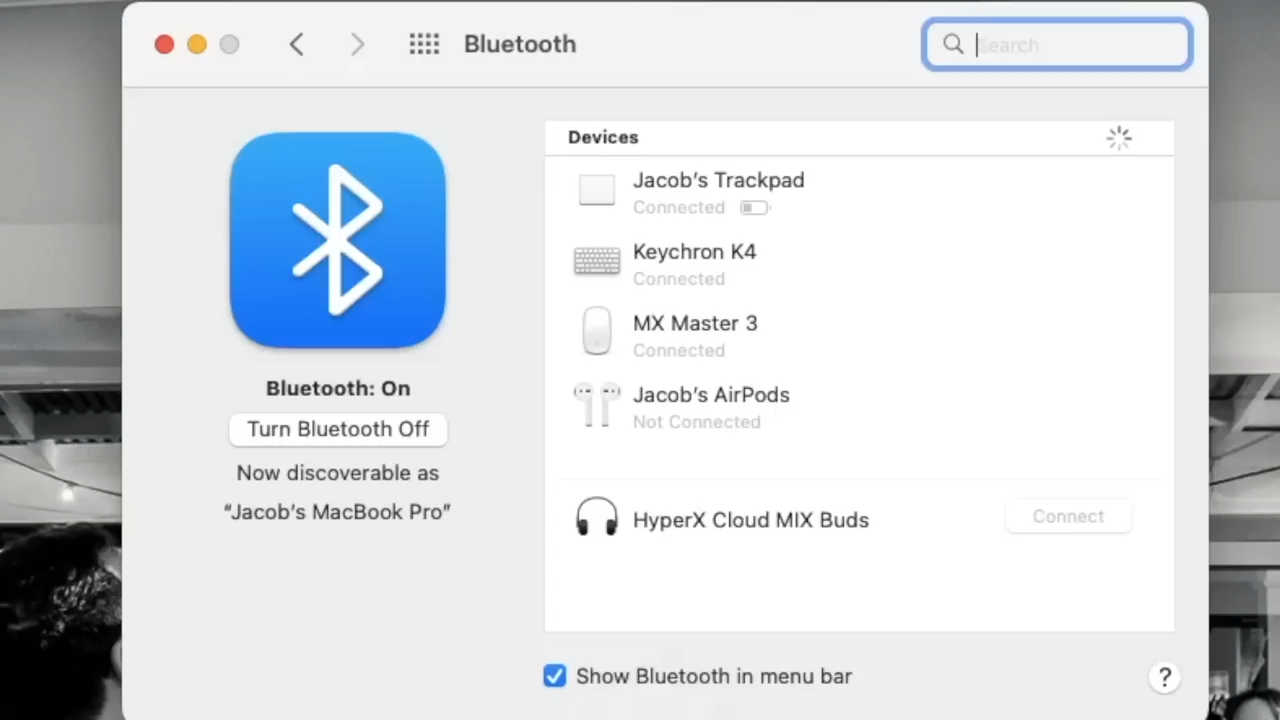 Bluetooth
Search
Devices
Jacob’s Trackpad
Connected
Keychron K4
Connected
MX Master 3
Connected
Jacob’s AirPods
Not Connected
HyperX Cloud MIX Buds
Connect
Bluetooth: On
Turn Bluetooth Off
Now discoverable as
“Jacob’s MacBook Pro”
Show Bluetooth in menu bar
?